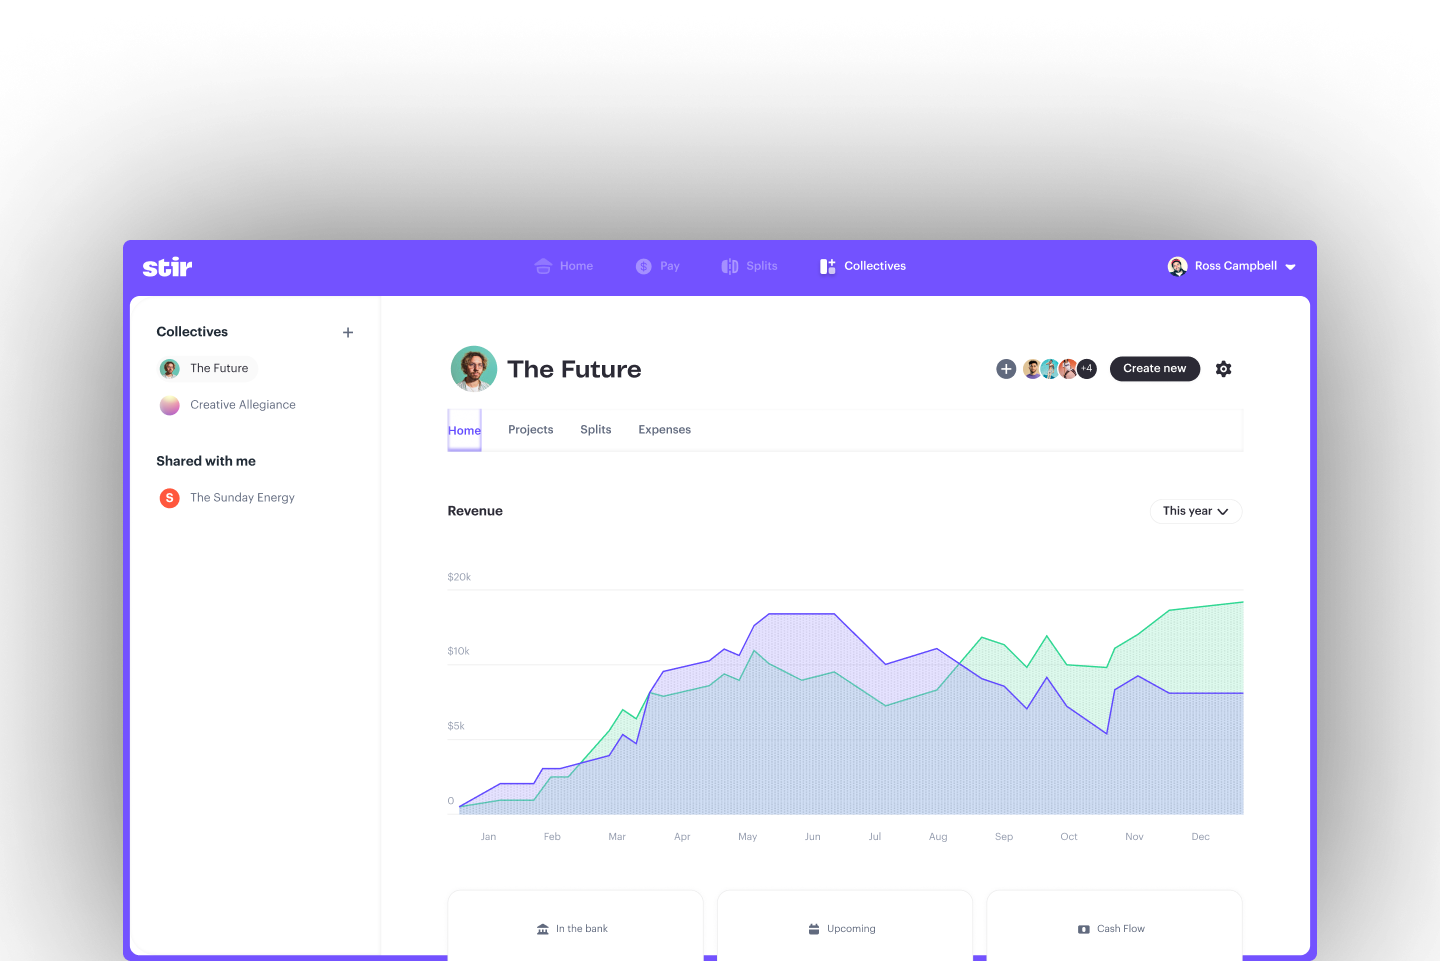 stir
Home
Pay
Splits
Collectives
Ross Campbell
Collectives
The Future
Creative Allegiance
Shared with me
S
The Sunday Energy
The Future
+4
Create new
Home
Projects
Splits
Expenses
Revenue
This year
$20k
$10k
$5k
0
Jan Feb Mar Apr May Jun Jul Aug Sep Oct Nov Dec
In the bank
Upcoming
Cash Flow